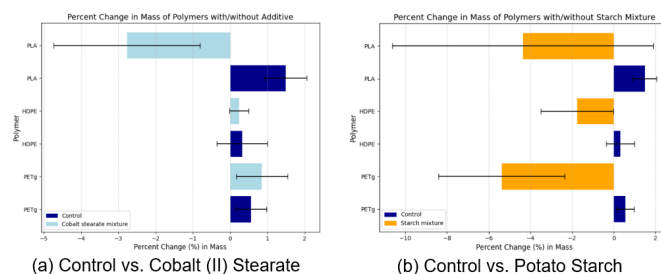 Percent Change in Mass of Polymers with/without Additive
PLA
PLA
HDPE
HDPE
PETg
PETg
Polymer
Control
Cobalt stearate mixture
−5 −4 −3 −2 −1 0 1 2
Percent Change (%) in Mass
(a) Control vs. Cobalt (II) Stearate
Percent Change in Mass of Polymers with/without Starch Mixture
PLA
PLA
HDPE
HDPE
PETg
PETg
Polymer
Control
Starch mixture
−10 −8 −6 −4 −2 0 2
Percent Change (%) in Mass
(b) Control vs. Potato Starch